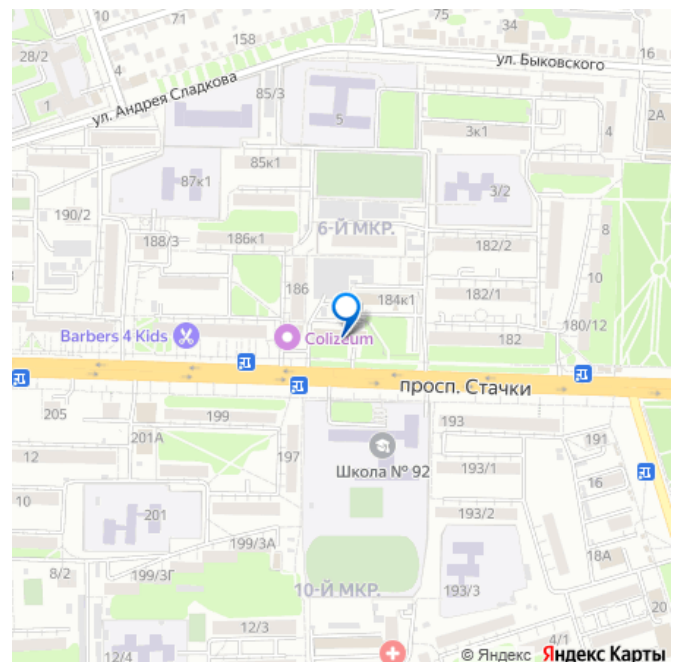 71
74
34
28/2
158
16
ул. Быковского
4
ул. Андрея Сладкова
85/3
1
5
2А
3к1
4
85к1
87к1
3/2
190/2
6-Й МКР.
8
188/3
186к1
182/2
10
186
184к1
182/1
180/12
Barbers 4 Kids
Colizeum
182
просп. Стачки
205
199
193
201А
191
12
197
Школа № 92
193/1
16
10
201
193/2
199/3А
18А
8/2
199/3Г
10-Й МКР.
193/3
20
12/3
4/1
12/4
© Яндекс Яндекс Карты